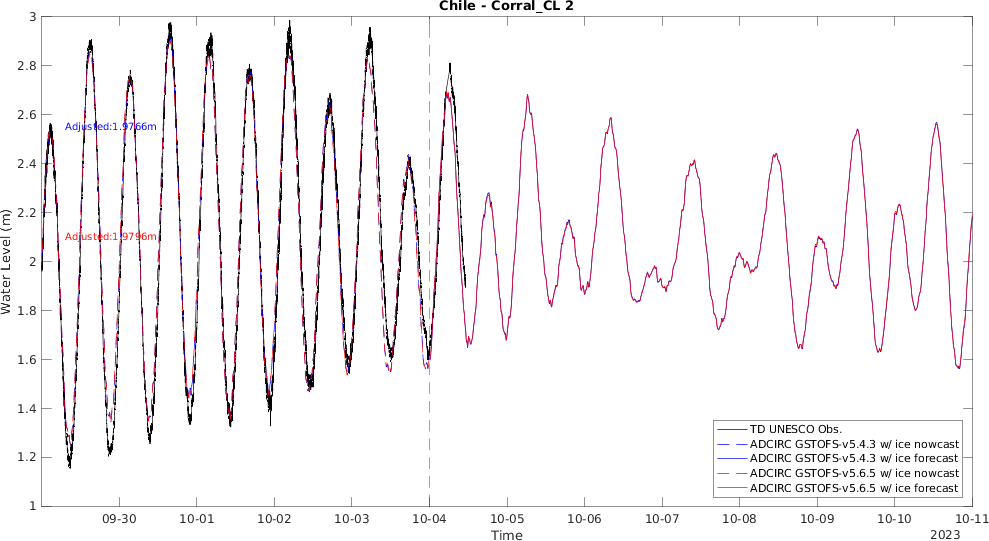 Chile - Corral_CL 2
3
2.8
2.6
2.4
2.2
2
1.8
1.6
1.4
1.2
1
Water Level (m)
Adjusted:1.9766m
Adjusted:1.9796m
TD UNESCO Obs.
ADCIRC GSTOFS-v5.4.3 w/ ice nowcast
ADCIRC GSTOFS-v5.4.3 w/ ice forecast
ADCIRC GSTOFS-v5.6.5 w/ ice nowcast
ADCIRC GSTOFS-v5.6.5 w/ ice forecast
09-30 10-01 10-02 10-03 10-04 10-05 10-06 10-07 10-08 10-09 10-10 10-11
Time
2023